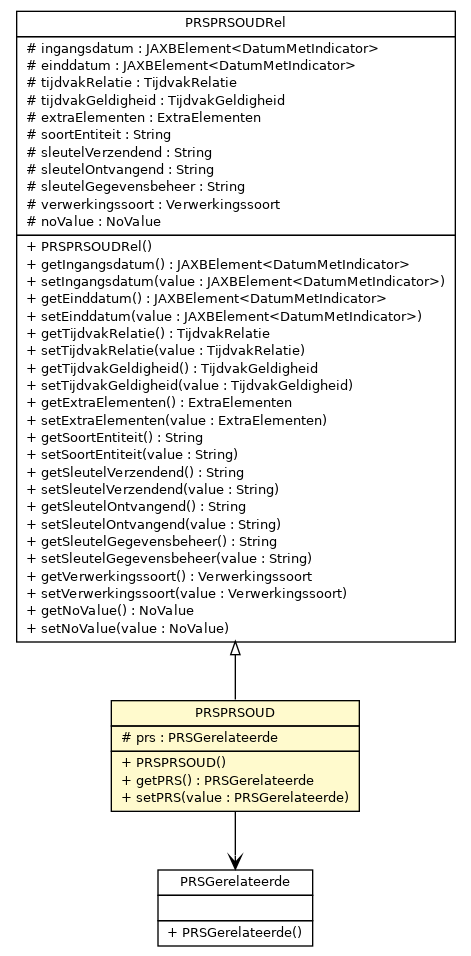 PRSPRSOUDRel
# ingangsdatum : JAXBElement<DatumMetIndicator>
# einddatum : JAXBElement<DatumMetIndicator>
# tijdvakRelatie : TijdvakRelatie
# tijdvakGeldigheid : TijdvakGeldigheid
# extraElementen : ExtraElementen
# soortEntiteit : String
# sleutelVerzendend : String
# sleutelOntvangend : String
# sleutelGegevensbeheer : String
# verwerkingssoort : Verwerkingssoort
# noValue : NoValue
+ PRSPRSOUDRel()
+ getIngangsdatum() : JAXBElement<DatumMetIndicator>
+ setIngangsdatum(value : JAXBElement<DatumMetIndicator>)
+ getEinddatum() : JAXBElement<DatumMetIndicator>
+ setEinddatum(value : JAXBElement<DatumMetIndicator>)
+ getTijdvakRelatie() : TijdvakRelatie
+ setTijdvakRelatie(value : TijdvakRelatie)
+ getTijdvakGeldigheid() : TijdvakGeldigheid
+ setTijdvakGeldigheid(value : TijdvakGeldigheid)
+ getExtraElementen() : ExtraElementen
+ setExtraElementen(value : ExtraElementen)
+ getSoortEntiteit() : String
+ setSoortEntiteit(value : String)
+ getSleutelVerzendend() : String
+ setSleutelVerzendend(value : String)
+ getSleutelOntvangend() : String
+ setSleutelOntvangend(value : String)
+ getSleutelGegevensbeheer() : String
+ setSleutelGegevensbeheer(value : String)
+ getVerwerkingssoort() : Verwerkingssoort
+ setVerwerkingssoort(value : Verwerkingssoort)
+ getNoValue() : NoValue
+ setNoValue(value : NoValue)
PRSPRSOUD
# prs : PRSGerelateerde
+ PRSPRSOUD()
+ getPRS() : PRSGerelateerde
+ setPRS(value : PRSGerelateerde)
PRSGerelateerde
+ PRSGerelateerde()